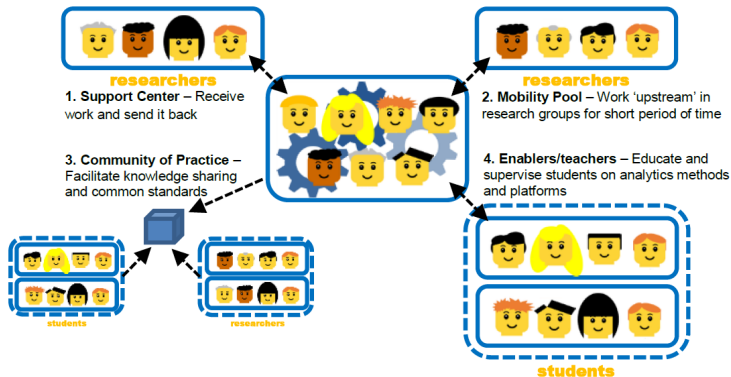 researchers
1. Support Center – Receive
work and send it back
researchers
2. Mobility Pool – Work ‘upstream’ in
research groups for short period of time
3. Community of Practice –
Facilitate knowledge sharing
and common standards
4. Enablers/teachers – Educate and
supervise students on analytics methods
and platforms
students
researchers
students